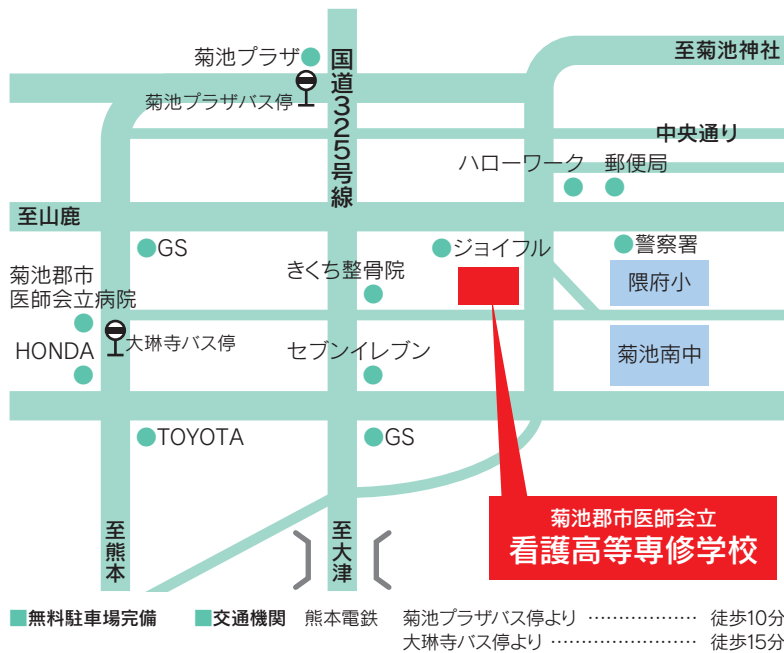 菊池プラザ
国道325号線
至菊池神社
菊池プラザバス停
中央通り
ハローワーク
郵便局
至山鹿
GS
ジョイフル
警察署
菊池郡市
医師会立病院
きくち整骨院
隈府小
大琳寺バス停
HONDA
セブンイレブン
菊池南中
TOYOTA
GS
至熊本
至大津
菊池郡市医師会立
看護高等専修学校
■無料駐車場完備 ■交通機関 熊本電鉄 菊池プラザバス停より ……………… 徒歩10分
大琳寺バス停より …………………… 徒歩15分